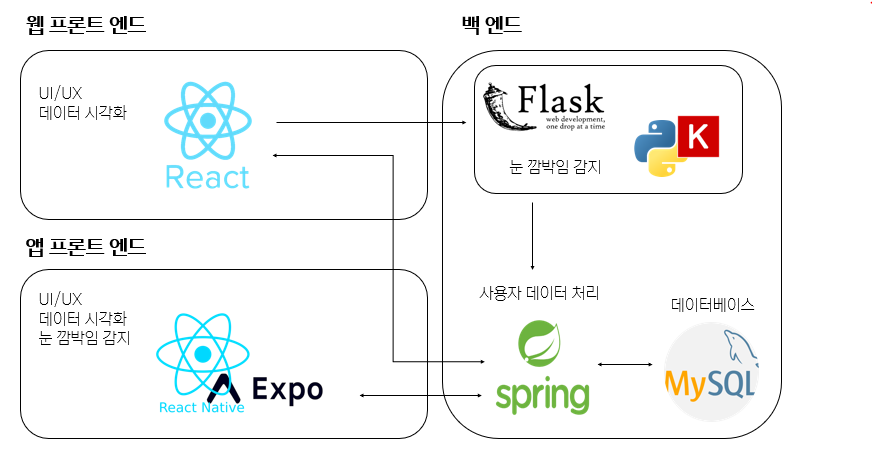 웹 프론트 엔드
UI/UX
데이터 시각화
React
앱 프론트 엔드
UI/UX
데이터 시각화
눈 깜박임 감지
React Native
Expo
백 엔드
Flask
web development,
one drop at a time
K
눈 깜박임 감지
사용자 데이터 처리
spring
데이터베이스
MySQL